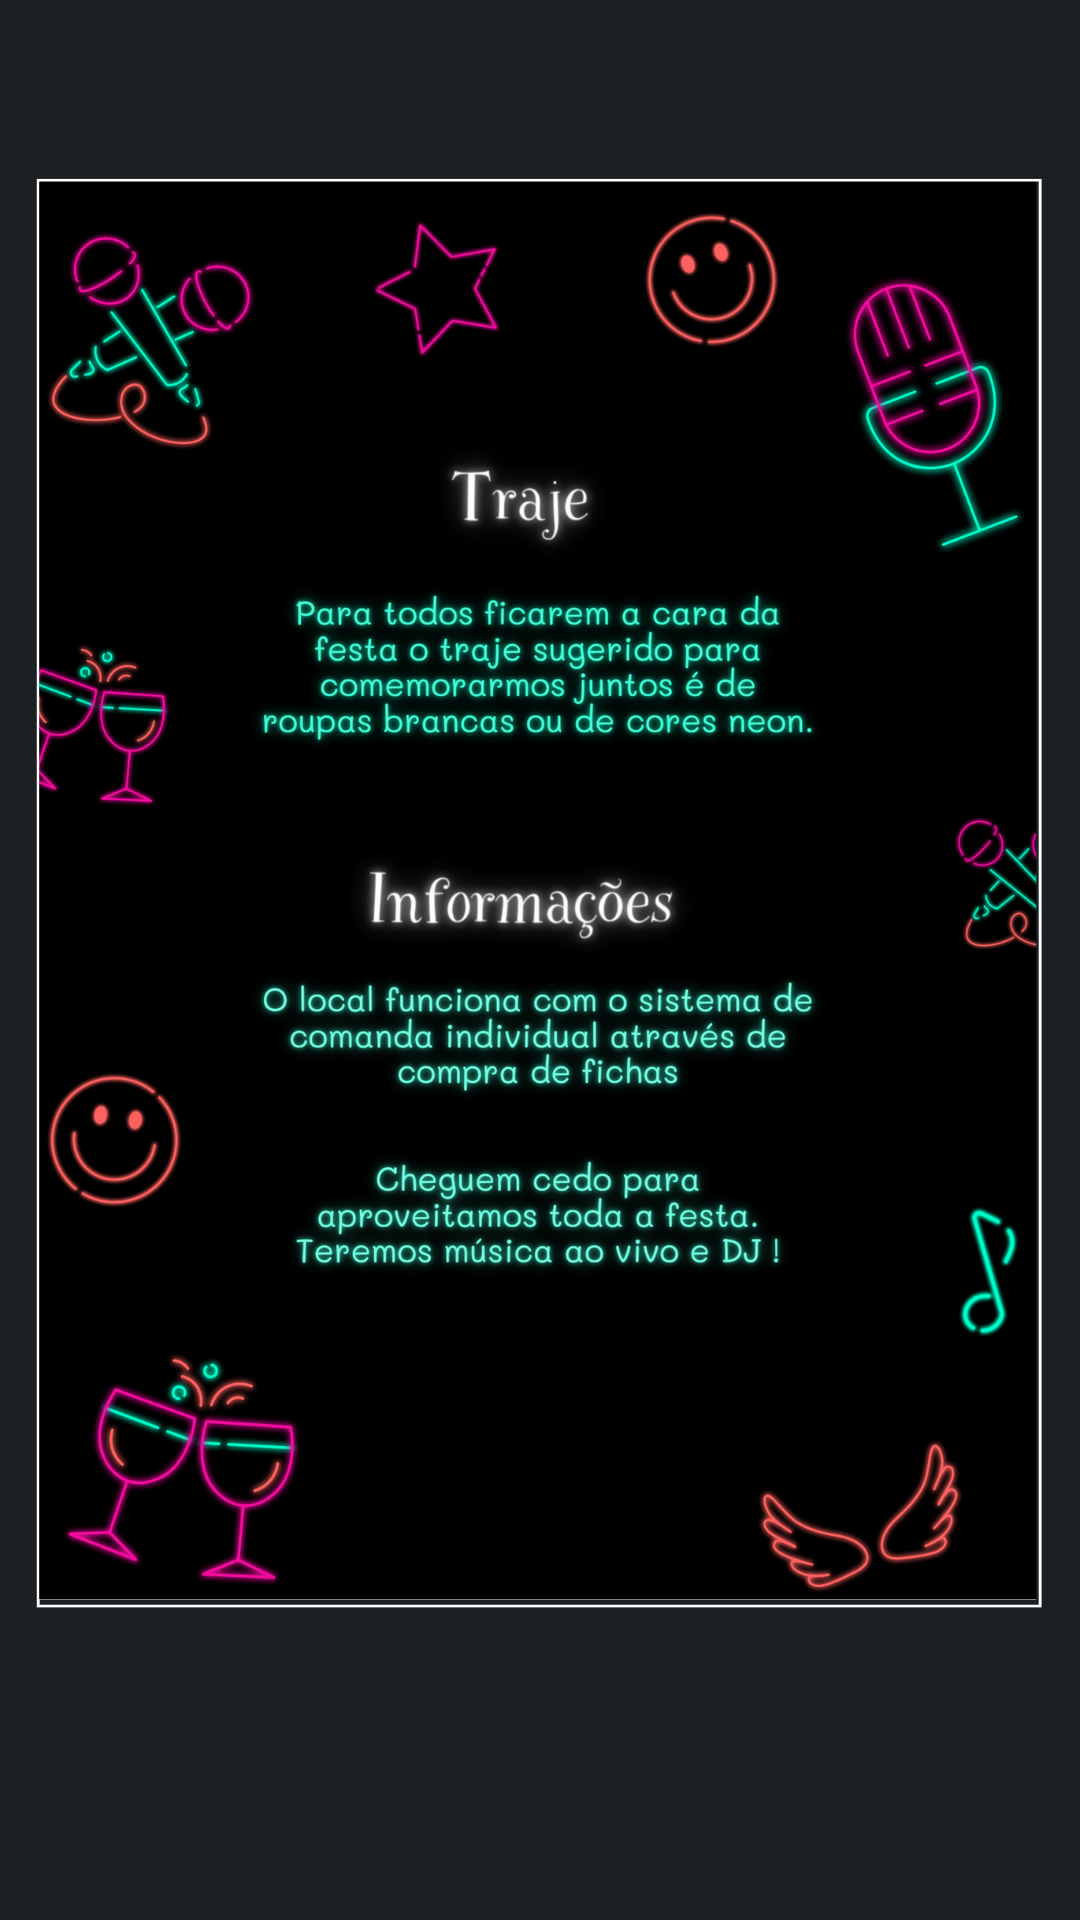 Traje
Para todos ficarem a cara da
festa o traje sugerido para
comemorarmos juntos é de
roupas brancas ou de cores neon.
Informações
O local funciona com o sistema de
comanda individual através de
compra de fichas
Cheguem cedo para
aproveitamos toda a festa.
Teremos música ao vivo e DJ !